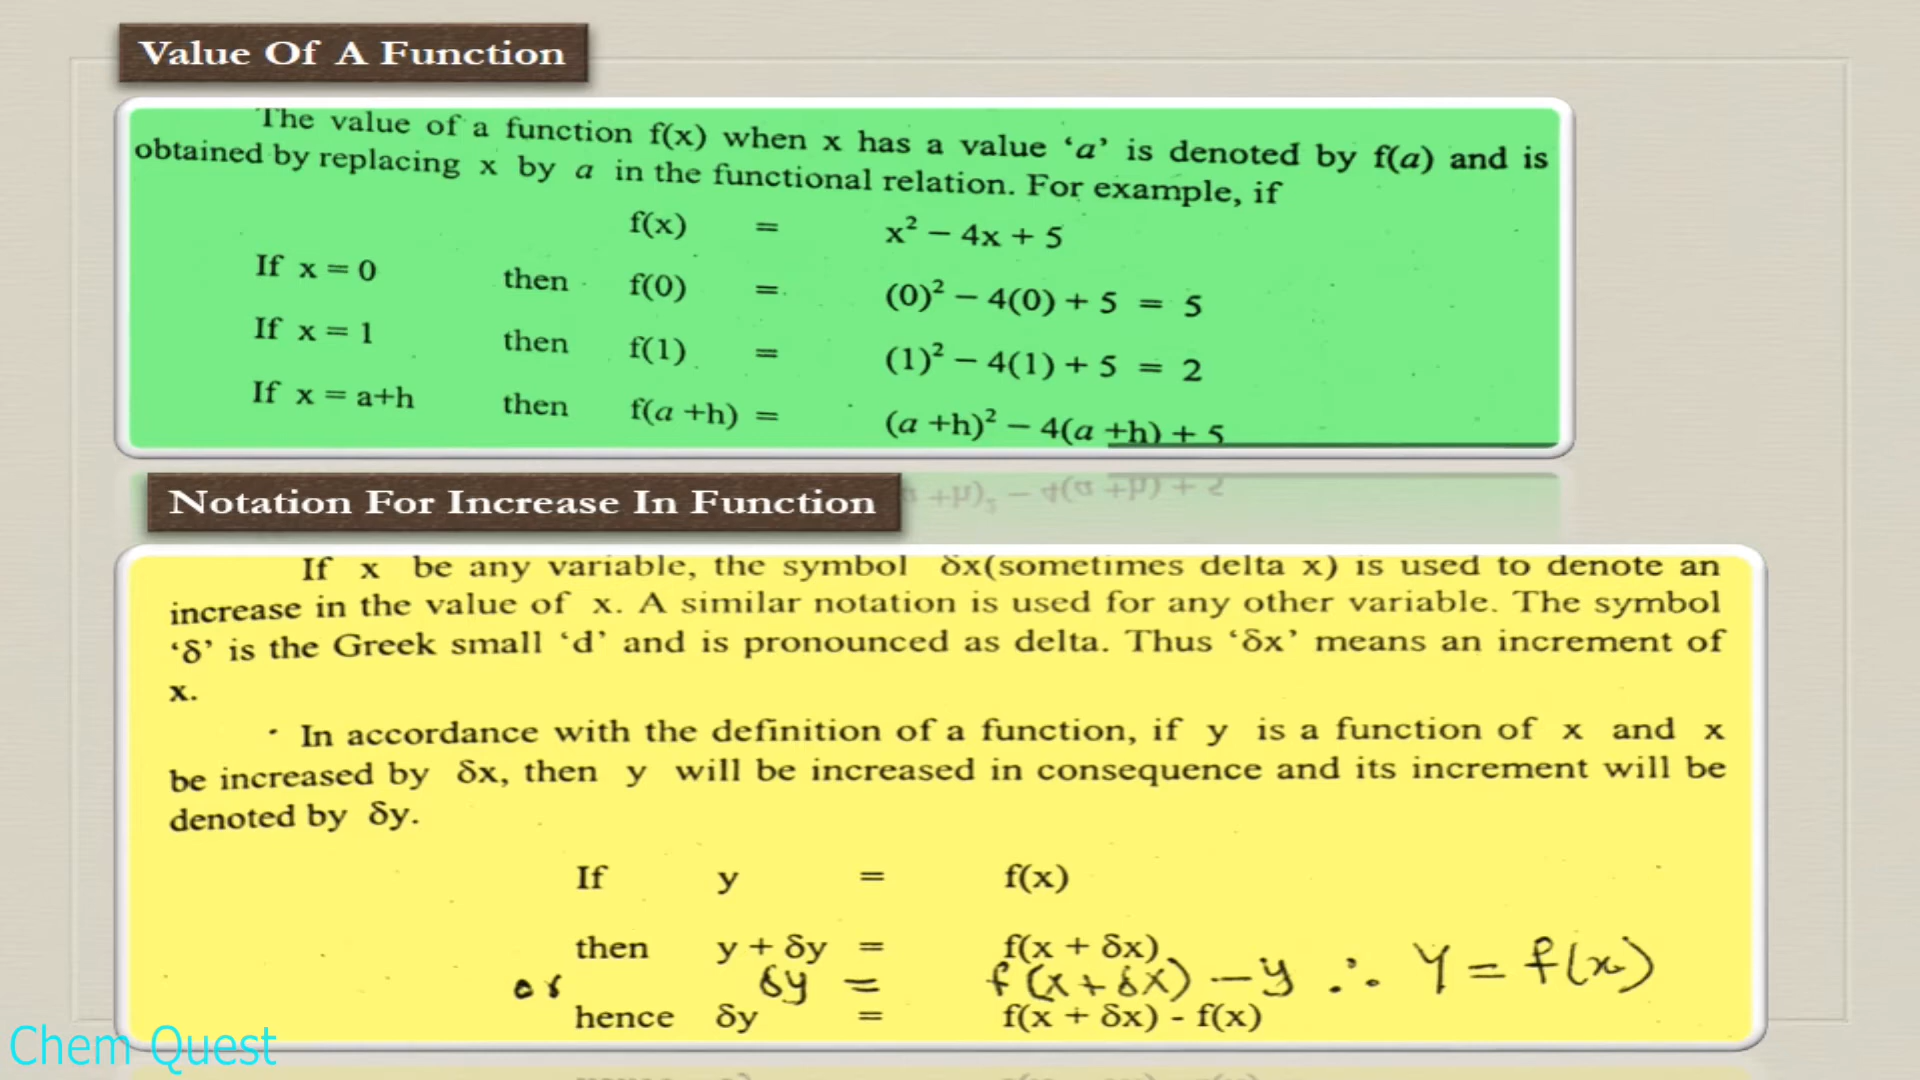 Value Of A Function
The value of a function f(x) when x has a value ‘a’ is denoted by f(a) and is
obtained by replacing x by a in the functional relation. For example, if
f(x) = x² – 4x + 5
If x = 0 then f(0) = (0)² – 4(0) + 5 = 5
If x = 1 then f(1) = (1)² – 4(1) + 5 = 2
If x = a+h then f(a +h) = (a +h)² – 4(a +h) + 5
Notation For Increase In Function
If x be any variable, the symbol δx(sometimes delta x) is used to denote an
increase in the value of x. A similar notation is used for any other variable. The symbol
‘δ’ is the Greek small ‘d’ and is pronounced as delta. Thus ‘δx’ means an increment of
x.
In accordance with the definition of a function, if y is a function of x and x
be increased by δx, then y will be increased in consequence and its increment will be
denoted by δy.
If y = f(x)
then y + δy = f(x + δx)
or δy = f(x+δx) – y ∴ Y = f(x)
hence δy = f(x + δx) - f(x)
Chem Quest